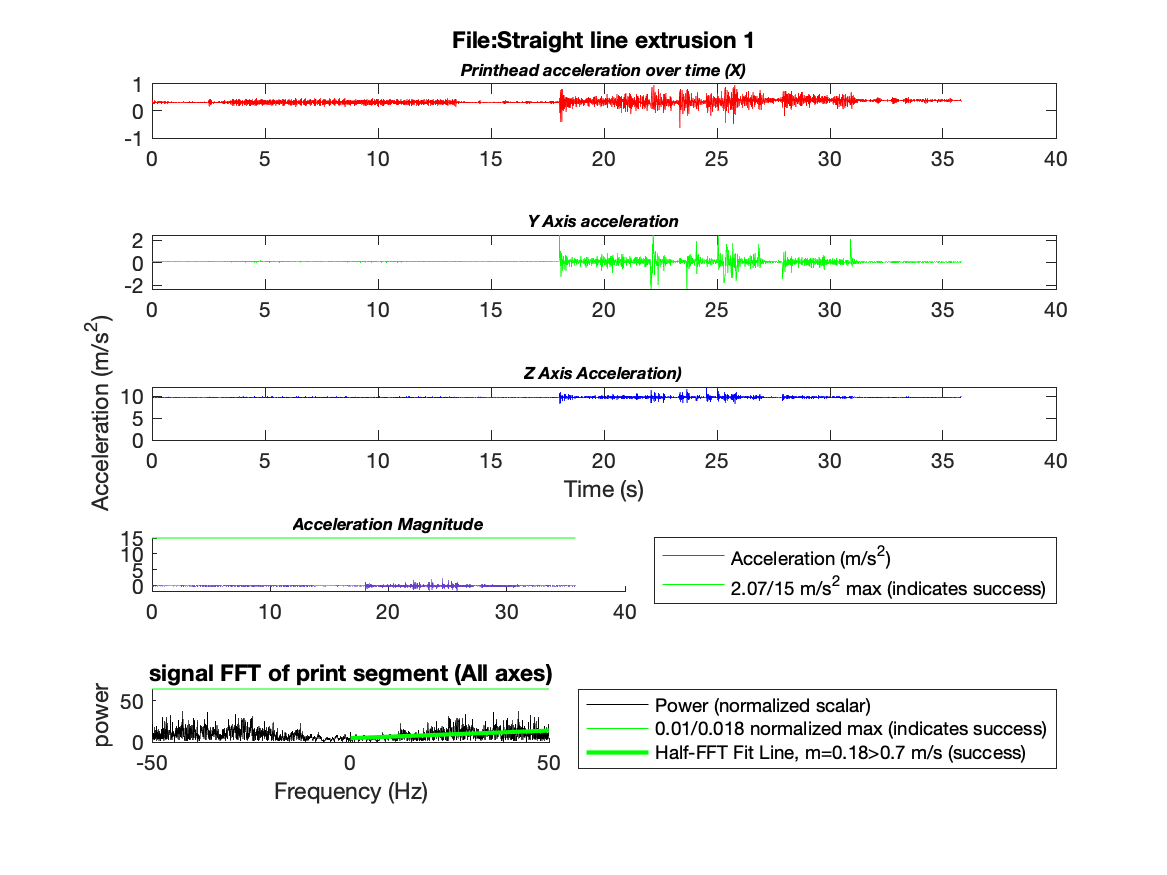 File:Straight line extrusion 1
Printhead acceleration over time (X)
1
0
-1
0 5 10 15 20 25 30 35 40
Y Axis acceleration
2
0
-2
0 5 10 15 20 25 30 35 40
Acceleration (m/s²)
Z Axis Acceleration)
10
5
0
0 5 10 15 20 25 30 35 40
Time (s)
Acceleration Magnitude
15
10
5
0
0 10 20 30 40
Acceleration (m/s²)
2.07/15 m/s² max (indicates success)
signal FFT of print segment (All axes)
power
50
0
-50 0 50
Frequency (Hz)
Power (normalized scalar)
0.01/0.018 normalized max (indicates success)
Half-FFT Fit Line, m=0.18>0.7 m/s (success)